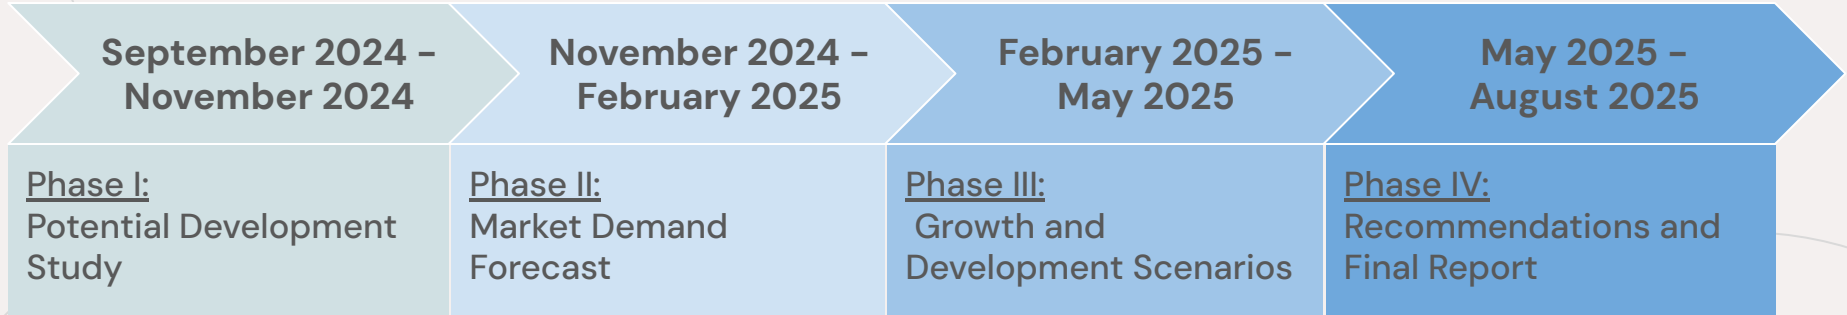 September 2024 -
November 2024
November 2024 -
February 2025
February 2025 -
May 2025
May 2025 -
August 2025
Phase I:
Potential Development
Study
Phase II:
Market Demand
Forecast
Phase III:
Growth and
Development Scenarios
Phase IV:
Recommendations and
Final Report